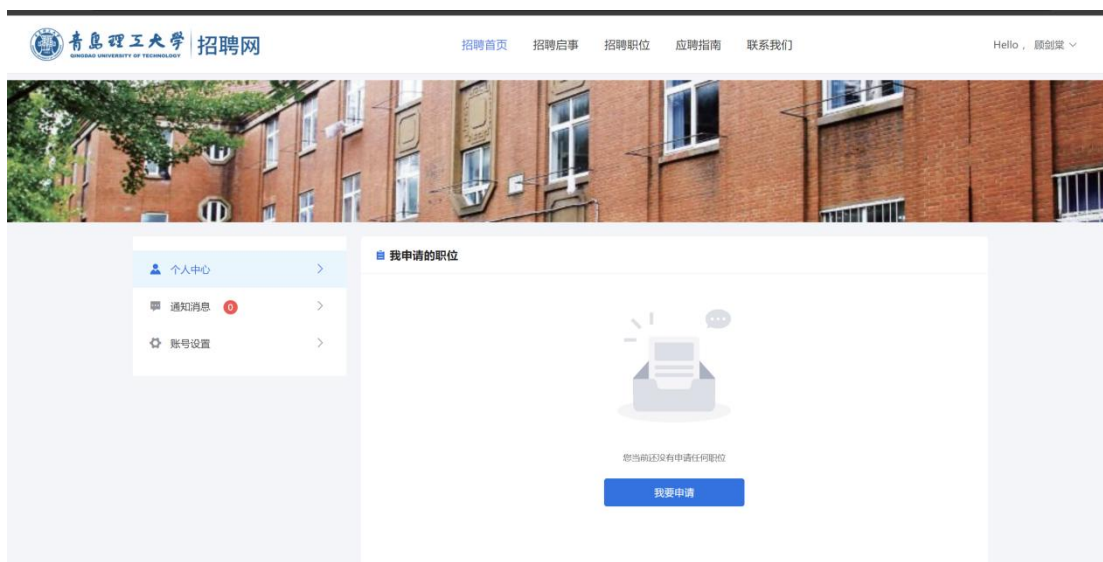 青岛理工大学 招聘网
QINGDAO UNIVERSITY OF TECHNOLOGY
招聘首页 招聘启事 招聘职位 应聘指南 联系我们
Hello ， 顾剑棠
个人中心
通知消息 0
账号设置
我申请的职位
您当前还没有申请任何职位
我要申请